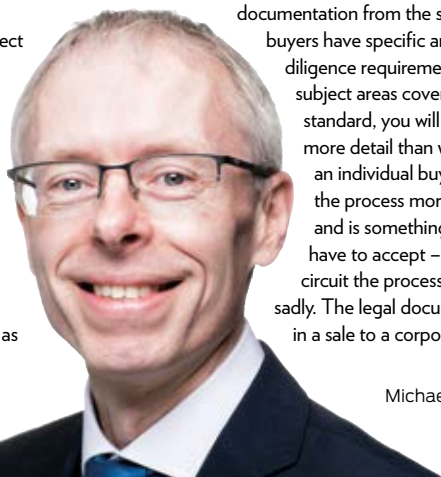 ect
as
documentation from the s
buyers have specific ar
diligence requireme
subject areas cover
standard, you will
more detail than w
an individual buy
the process mor
and is something
have to accept –
circuit the process
sadly. The legal docu
in a sale to a corpo
Michae